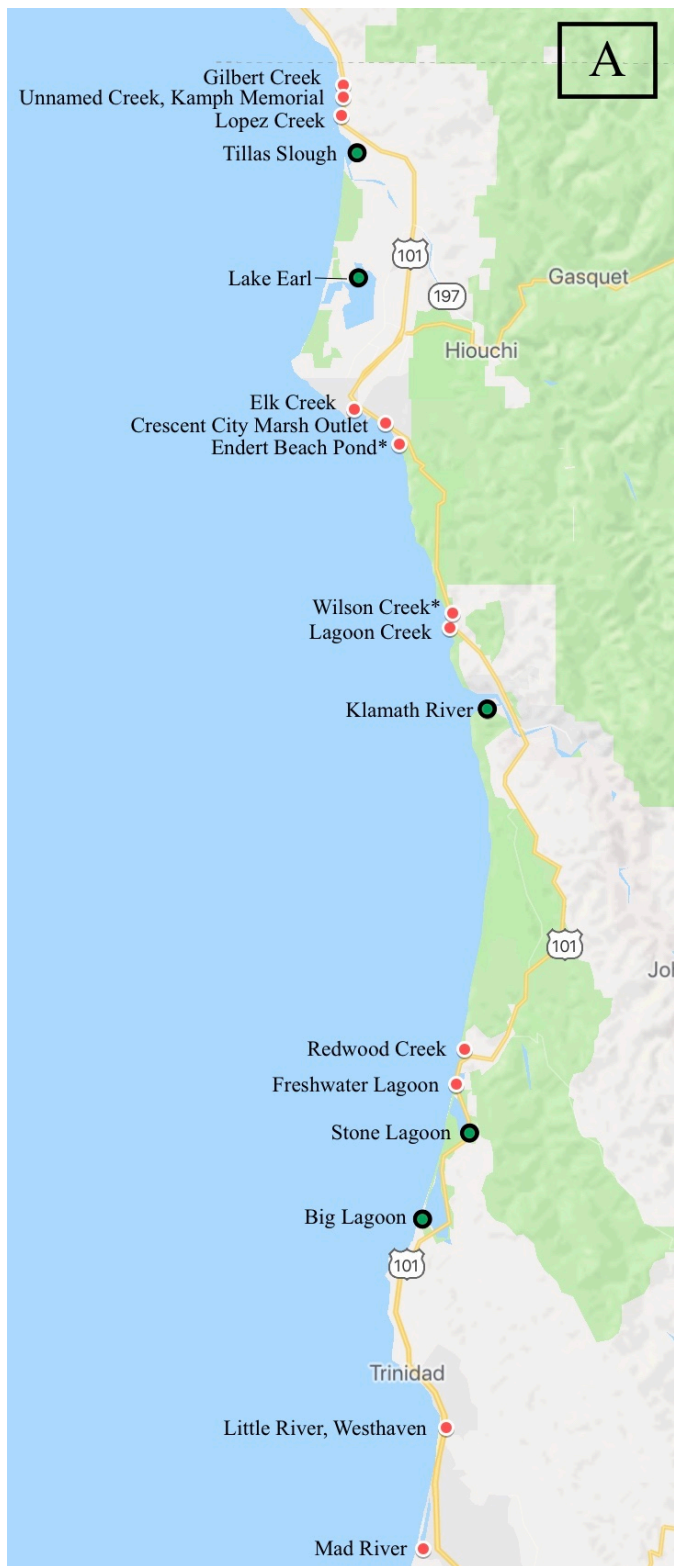 A
Gilbert Creek
Unnamed Creek, Kamph Memorial
Lopez Creek
Tillas Slough
101
Lake Earl
Gasquet
197
Hiouchi
Elk Creek
Crescent City Marsh Outlet
Endert Beach Pond*
Wilson Creek*
Lagoon Creek
Klamath River
101
Joh
Redwood Creek
Freshwater Lagoon
Stone Lagoon
Big Lagoon
101
Trinidad
Little River, Westhaven
Mad River